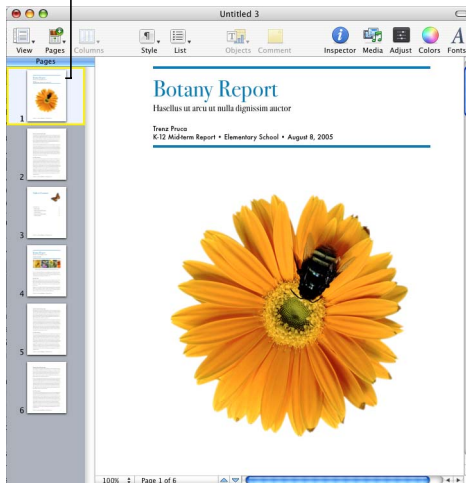 Untitled 3
View Pages Columns Style List Objects Comment Inspector Media Adjust Colors Fonts
Pages
1
2
3
4
5
6
Botany Report
Hasellus ut arcu ut nulla dignissim auctor
Trenz Pruca
K-12 Midterm Report • Elementary School • August 8, 2005
100% Page 1 of 6